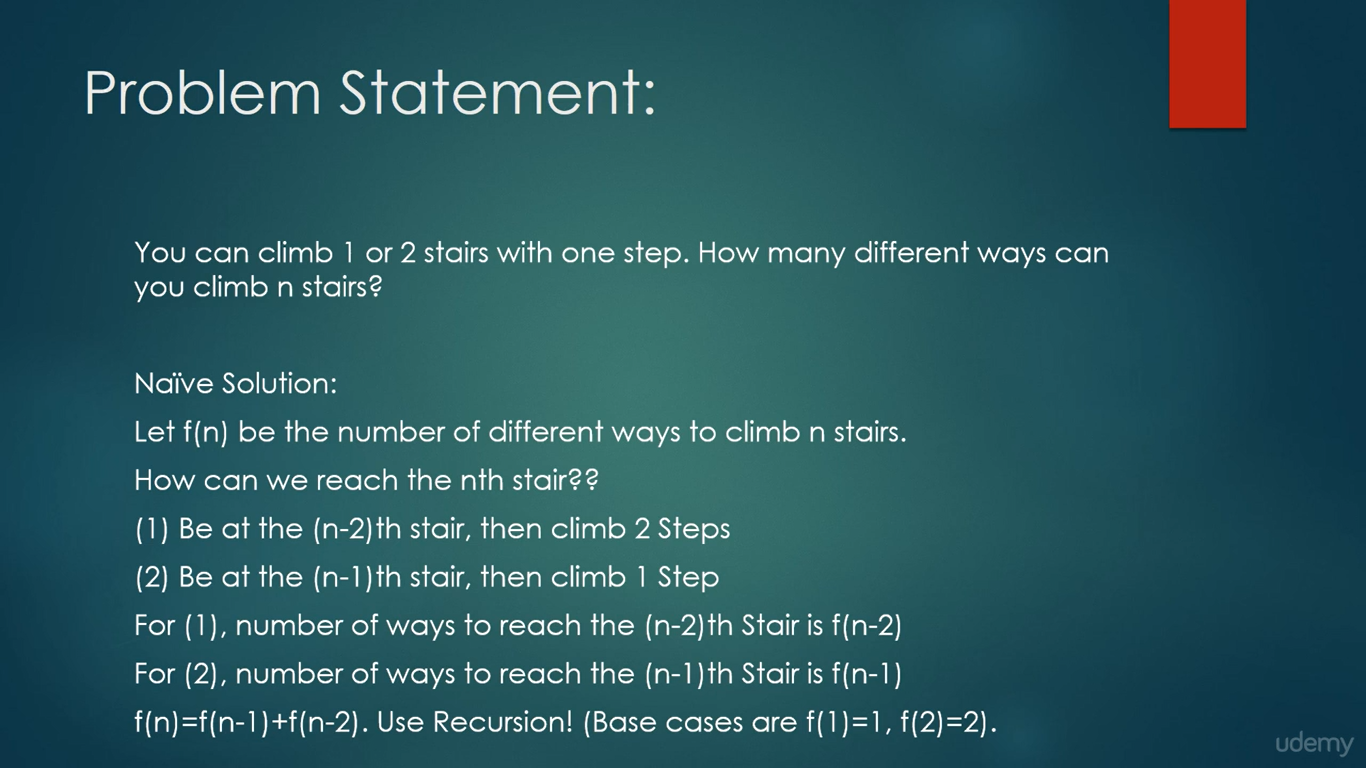 Problem Statement:
You can climb 1 or 2 stairs with one step. How many different ways can
you climb n stairs?
Naïve Solution:
Let f(n) be the number of different ways to climb n stairs.
How can we reach the nth stair??
(1) Be at the (n-2)th stair, then climb 2 Steps
(2) Be at the (n-1)th stair, then climb 1 Step
For (1), number of ways to reach the (n-2)th Stair is f(n-2)
For (2), number of ways to reach the (n-1)th Stair is f(n-1)
f(n)=f(n-1)+f(n-2). Use Recursion! (Base cases are f(1)=1, f(2)=2).
udemy